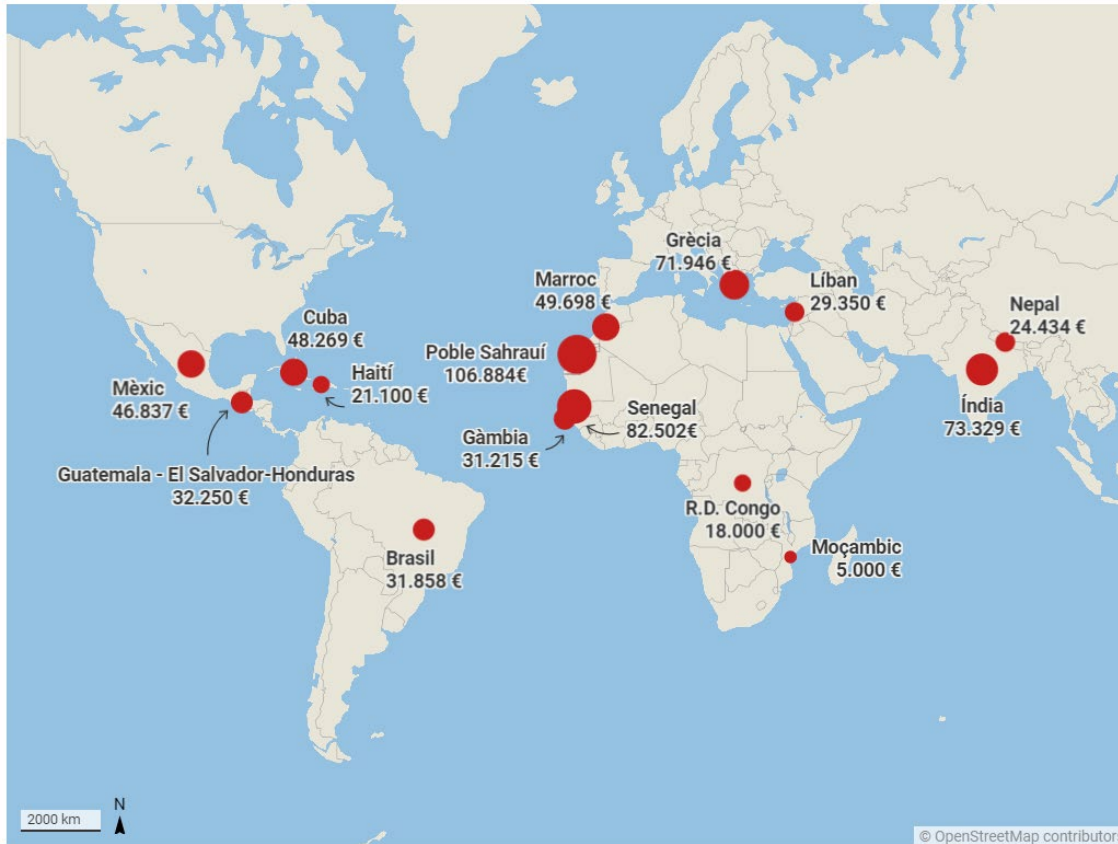 Grècia
71.946 €
Marroc
49.698 €
Líban
29.350 €
Nepal
24.434 €
Cuba
48.269 €
Poble Sahrauí
106.884€
Haití
21.100 €
Mèxic
46.837 €
Índia
73.329 €
Senegal
82.502€
Gàmbia
31.215 €
Guatemala - El Salvador-Honduras
32.250 €
R.D. Congo
18.000 €
Brasil
31.858 €
Moçambic
5.000 €
N
2000 km
© OpenStreetMap contributors